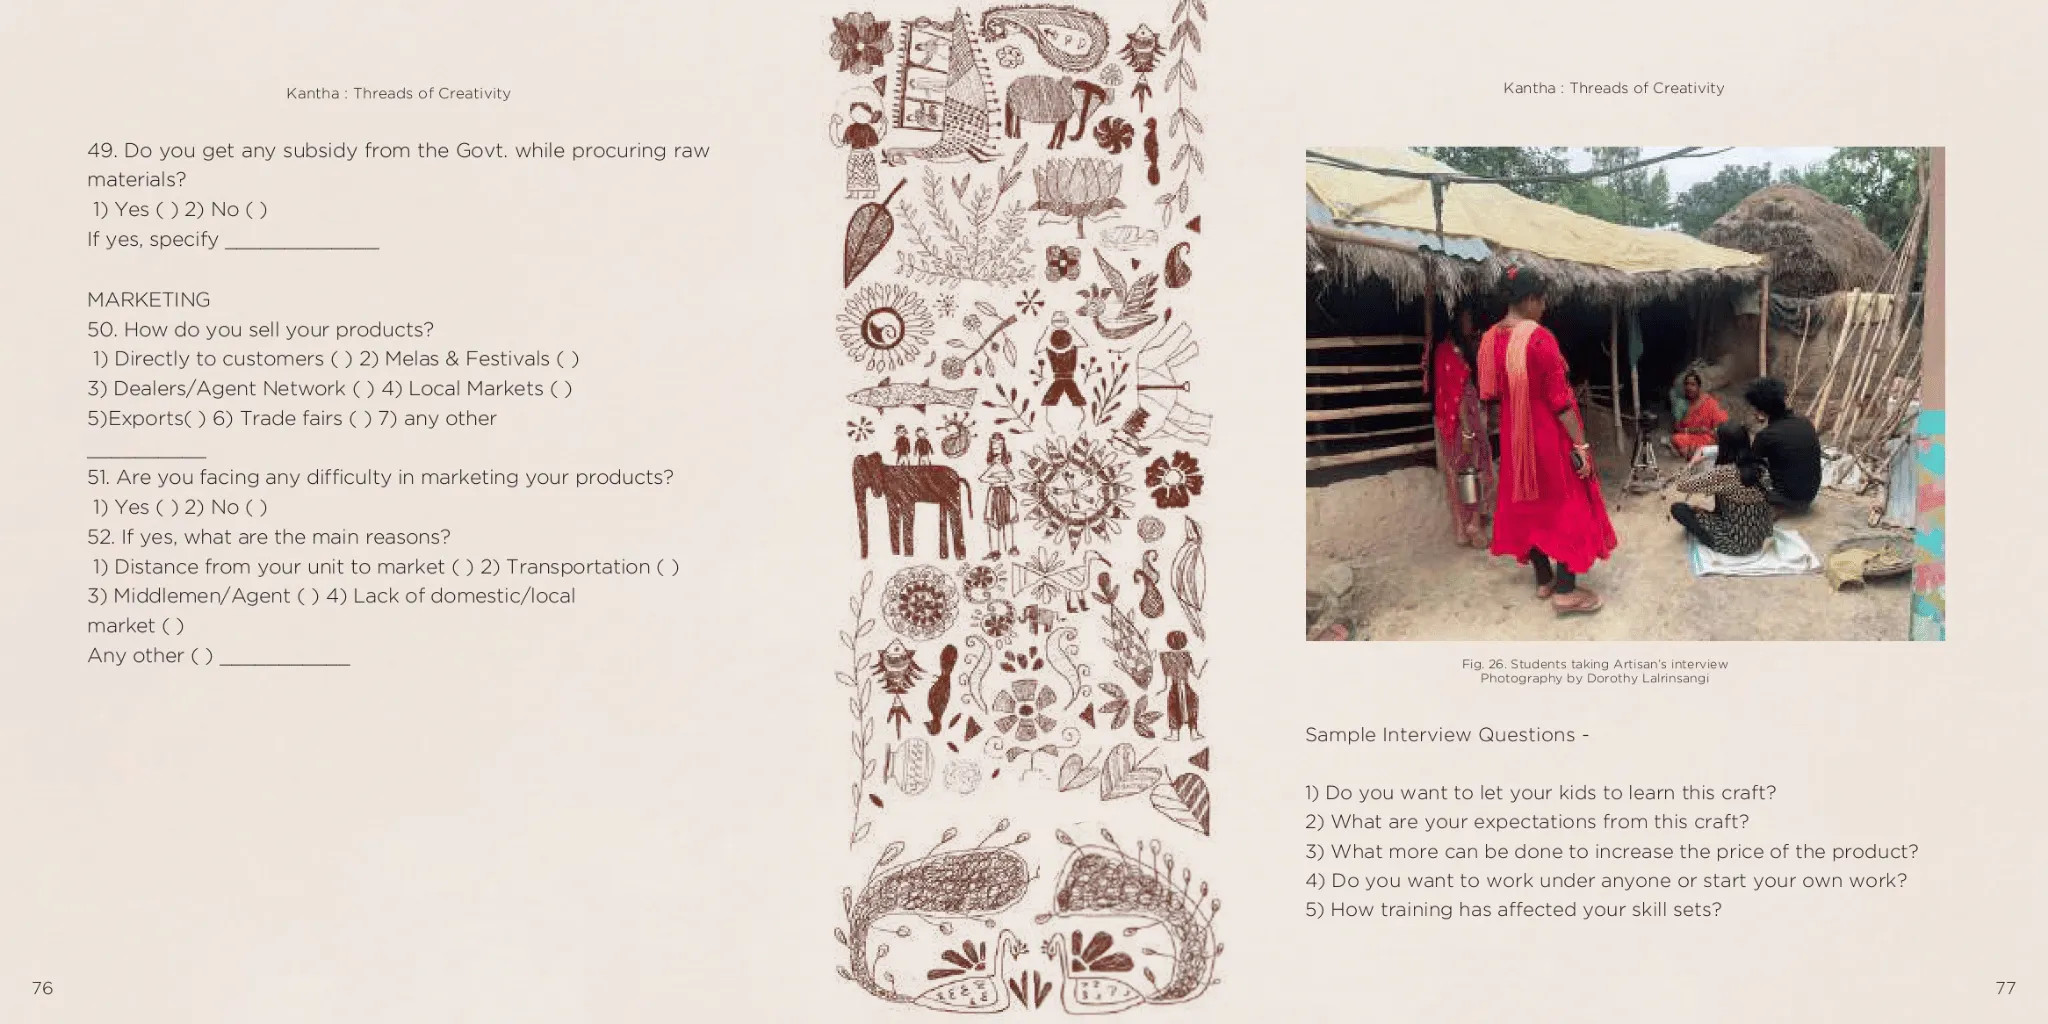 Kantha : Threads of Creativity
49. Do you get any subsidy from the Govt. while procuring raw
materials?
1) Yes ( ) 2) No ( )
If yes, specify _____________
MARKETING
50. How do you sell your products?
1) Directly to customers ( ) 2) Melas & Festivals ( )
3) Dealers/Agent Network ( ) 4) Local Markets ( )
5)Exports( ) 6) Trade fairs ( ) 7) any other
__________
51. Are you facing any difficulty in marketing your products?
1) Yes ( ) 2) No ( )
52. If yes, what are the main reasons?
1) Distance from your unit to market ( ) 2) Transportation ( )
3) Middlemen/Agent ( ) 4) Lack of domestic/local
market ( )
Any other ( ) ___________
76
Kantha : Threads of Creativity
Fig. 26. Students taking Artisan's interview
Photography by Dorothy Lalrinsangi
Sample Interview Questions -
1) Do you want to let your kids to learn this craft?
2) What are your expectations from this craft?
3) What more can be done to increase the price of the product?
4) Do you want to work under anyone or start your own work?
5) How training has affected your skill sets?
77